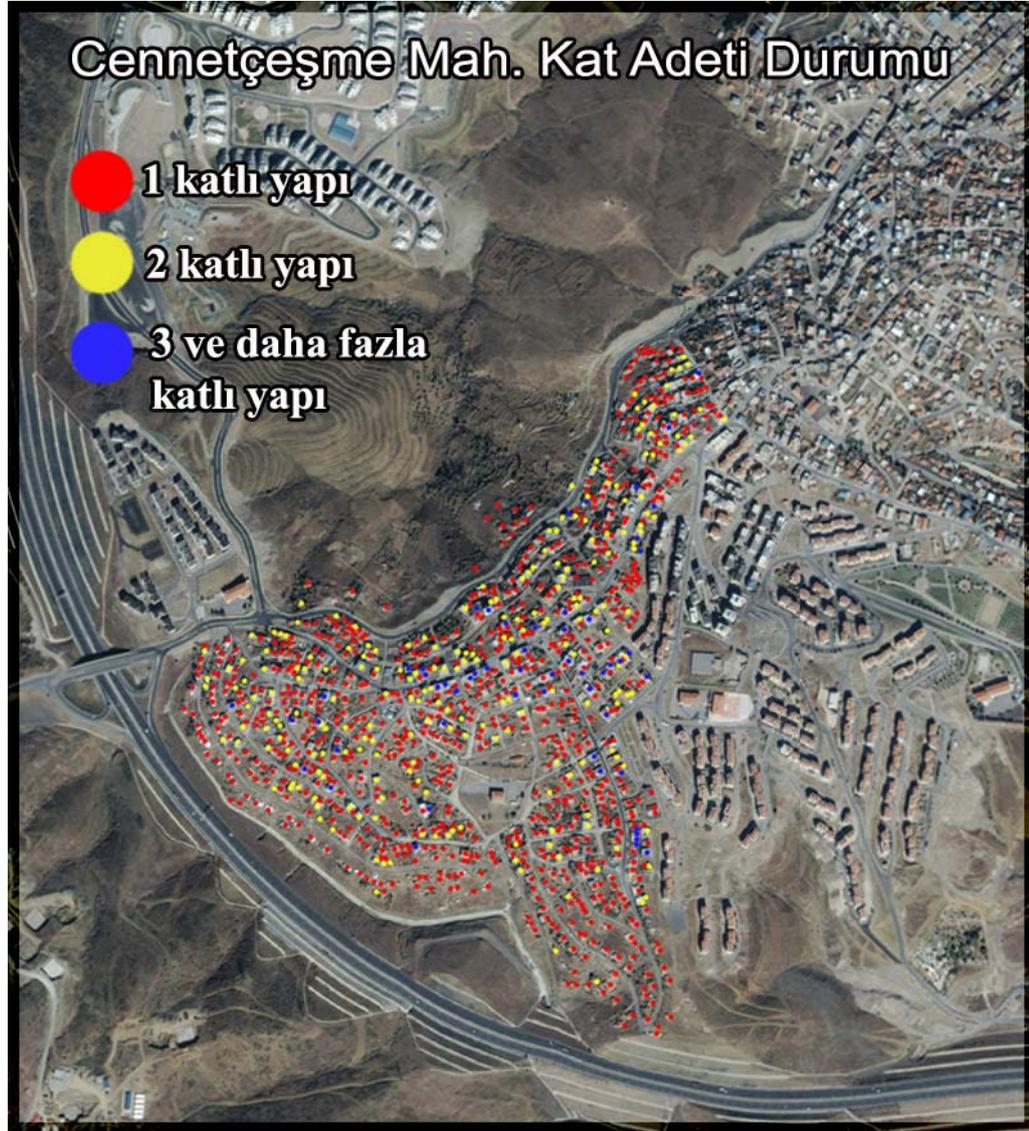 Cennetçeşme Mah. Kat Adeti Durumu
1 katlı yapı
2 katlı yapı
3 ve daha fazla
katlı yapı